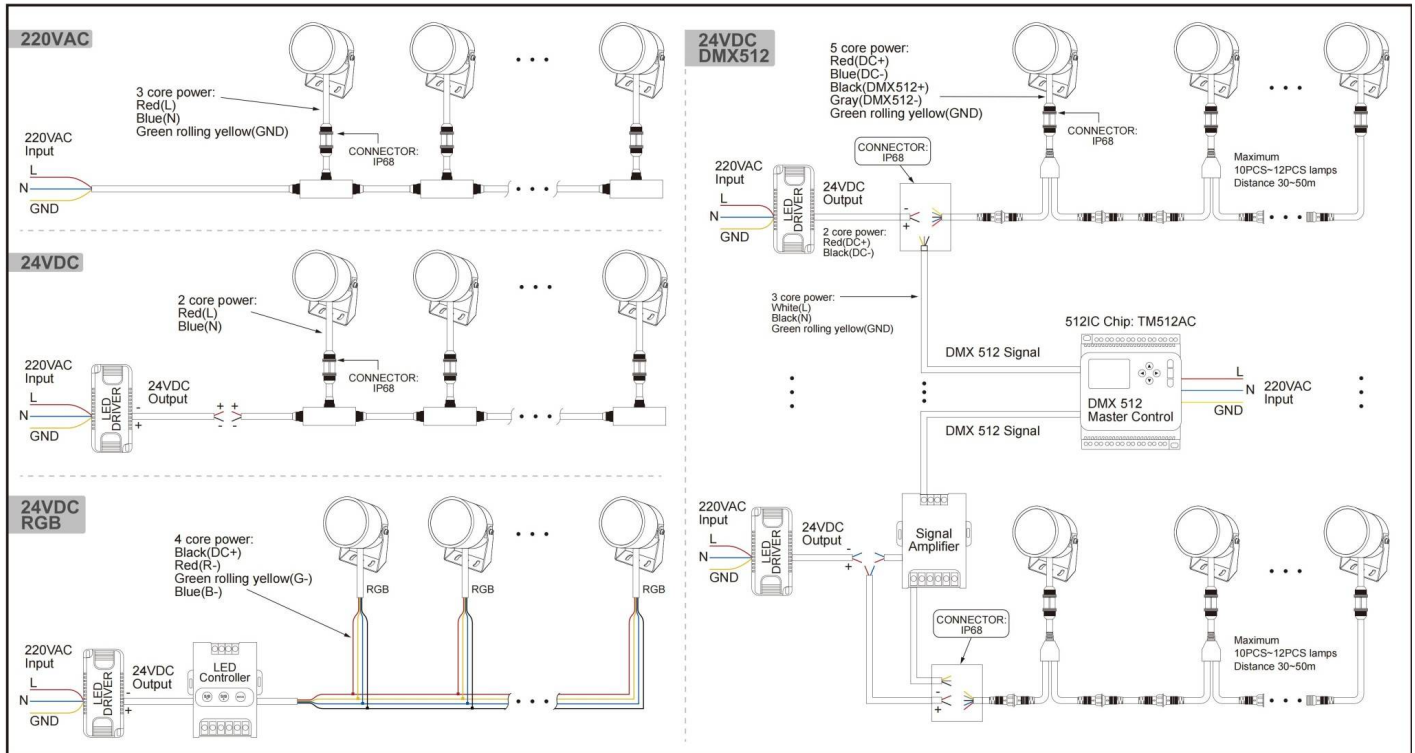 220VAC
3 core power:
Red(L)
Blue(N)
Green rolling yellow(GND)
220VAC
Input
L
N
GND
CONNECTOR:
IP68
24VDC
2 core power:
Red(L)
Blue(N)
220VAC
Input
L
N
GND
LED
DRIVER
24VDC
Output
-
+
+ +
- -
CONNECTOR:
IP68
24VDC
RGB
4 core power:
Black(DC+)
Red(R-)
Green rolling yellow(G-)
Blue(B-)
RGB
RGB
RGB
220VAC
Input
L
N
GND
LED
DRIVER
24VDC
Output
-
+
LED
Controller
24VDC
DMX512
5 core power:
Red(DC+)
Blue(DC-)
Black(DMX512+)
Gray(DMX512-)
Green rolling yellow(GND)
CONNECTOR:
IP68
CONNECTOR:
IP68
220VAC
Input
L
N
GND
LED
DRIVER
24VDC
Output
-
+
2 core power:
Red(DC+)
Black(DC-)
Maximum
10PCS~12PCS lamps
Distance 30~50m
3 core power:
White(L)
Black(N)
Green rolling yellow(GND)
512IC Chip: TM512AC
DMX 512 Signal
DMX 512
Master Control
L
N
GND
220VAC
Input
DMX 512 Signal
220VAC
Input
L
N
GND
LED
DRIVER
24VDC
Output
-
+
Signal
Amplifier
CONNECTOR:
IP68
-
+
Maximum
10PCS~12PCS lamps
Distance 30~50m